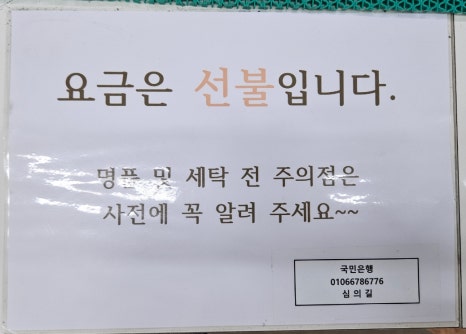 요금은 선불입니다.
명품 및 세탁 전 주의점은
사전에 꼭 알려 주세요~~
국민은행
01066786776
심의길